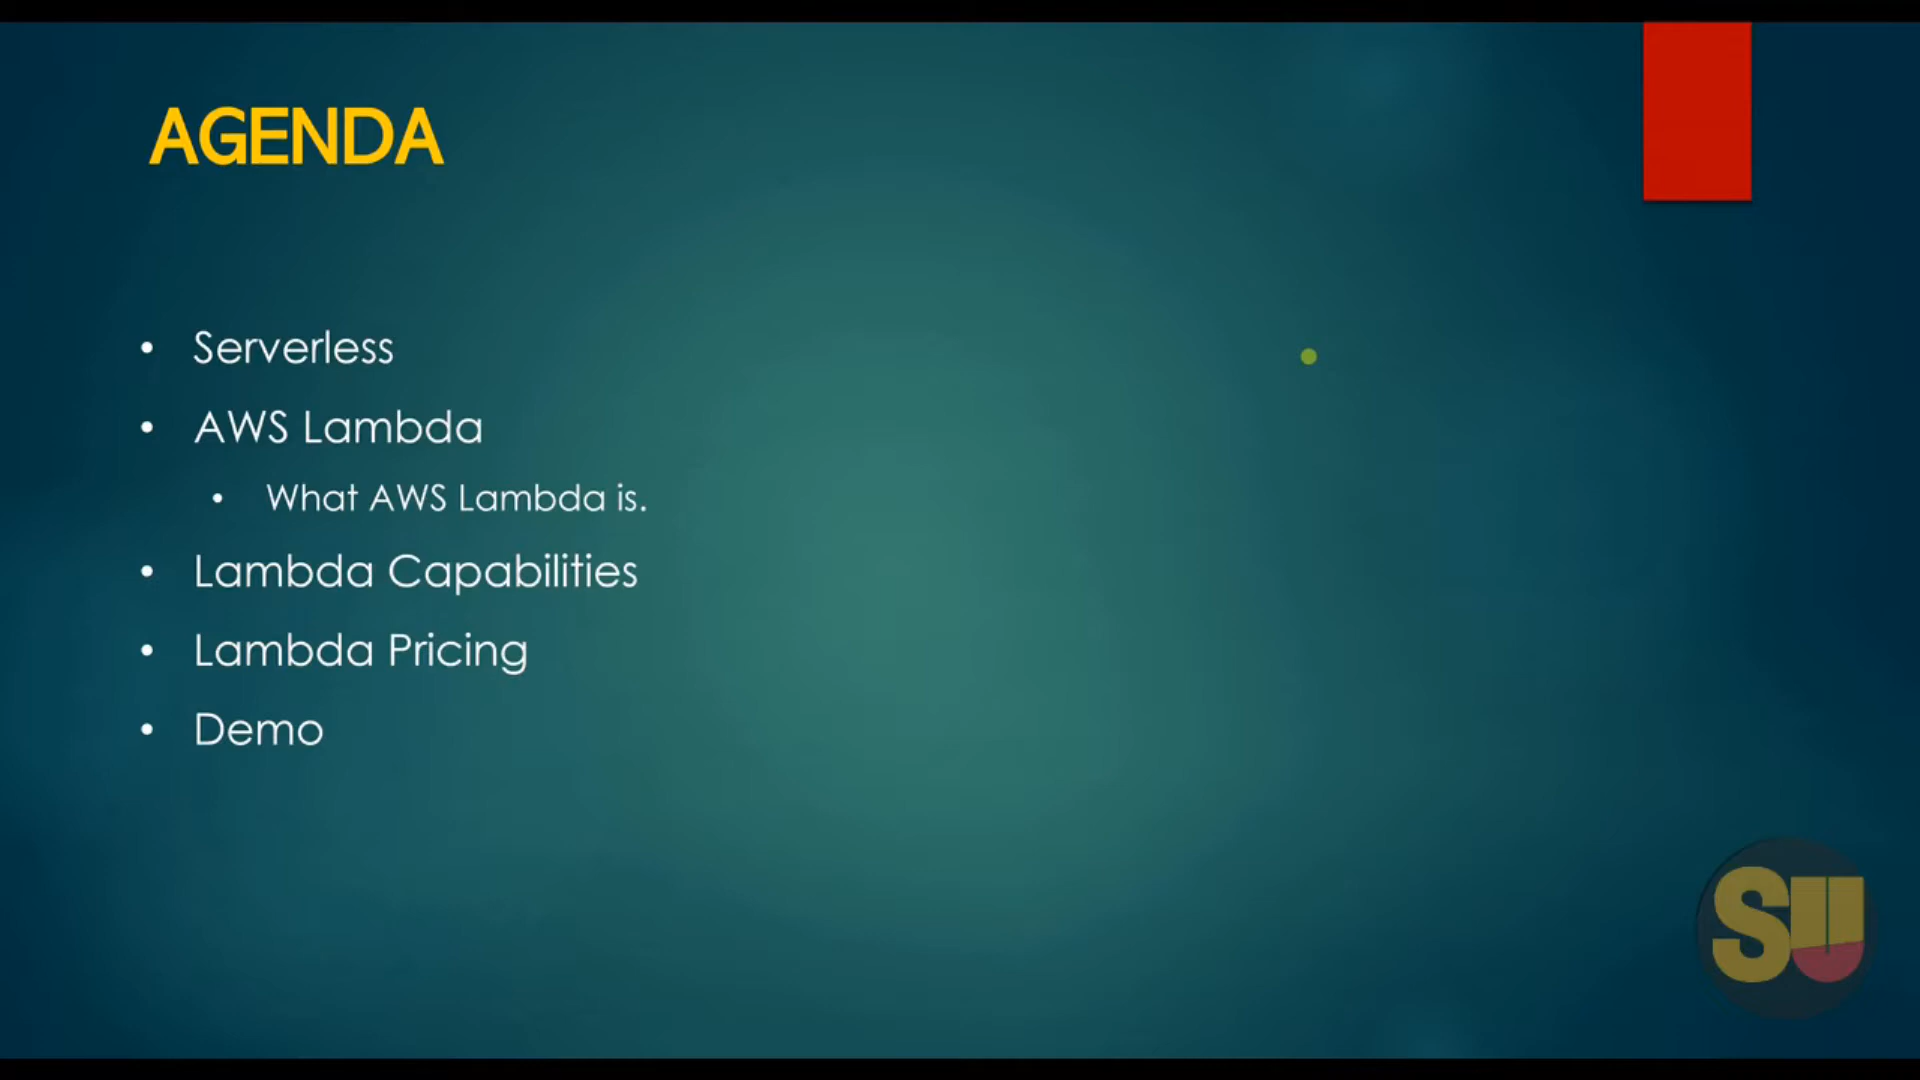 AGENDA
• Serverless
• AWS Lambda
• What AWS Lambda is.
• Lambda Capabilities
• Lambda Pricing
• Demo
SU